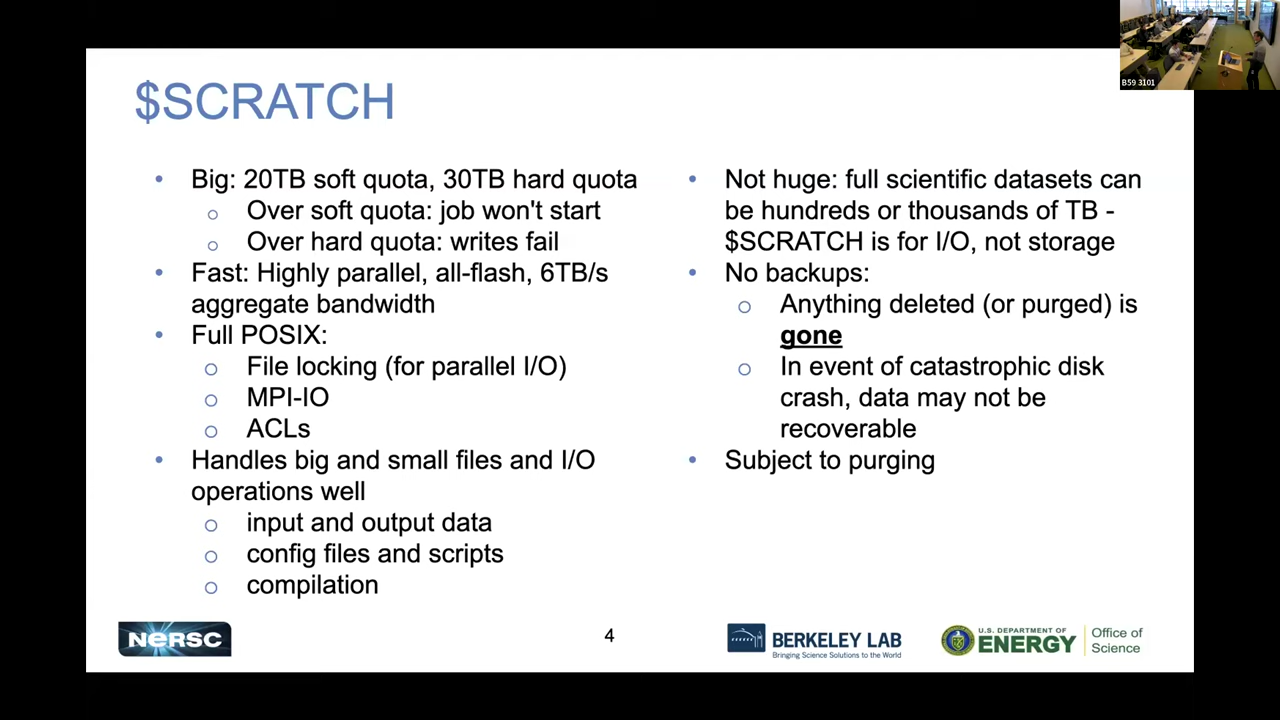 B59 3101
$SCRATCH
• Big: 20TB soft quota, 30TB hard quota
○ Over soft quota: job won't start
○ Over hard quota: writes fail
• Fast: Highly parallel, all-flash, 6TB/s
aggregate bandwidth
• Full POSIX:
○ File locking (for parallel I/O)
○ MPI-IO
○ ACLs
• Handles big and small files and I/O
operations well
○ input and output data
○ config files and scripts
○ compilation
• Not huge: full scientific datasets can
be hundreds or thousands of TB -
$SCRATCH is for I/O, not storage
• No backups:
○ Anything deleted (or purged) is
gone
○ In event of catastrophic disk
crash, data may not be
recoverable
• Subject to purging
NERSC
4
BERKELEY LAB
Bringing Science Solutions to the World
U.S. DEPARTMENT OF
ENERGY
Office of
Science